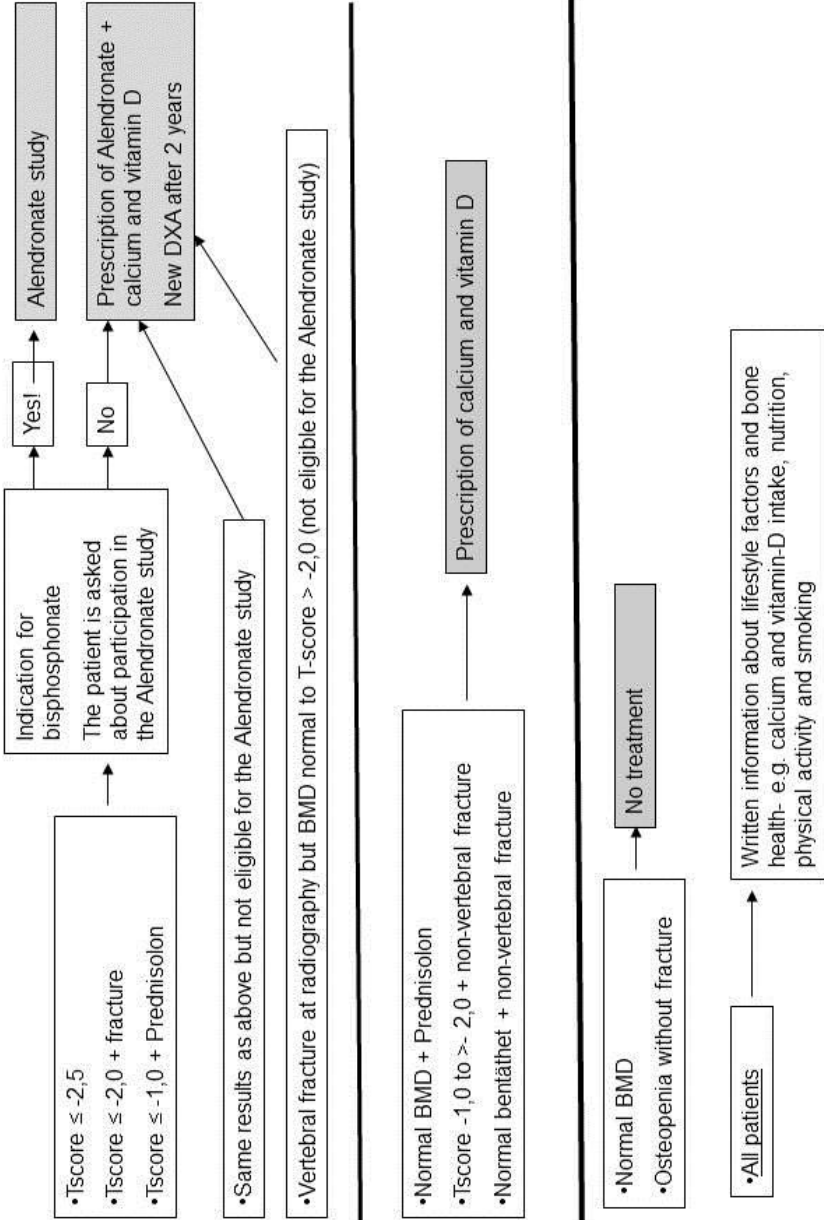 •Tscore ≤ -2,5
•Tscore ≤ -2,0 + fracture
•Tscore ≤ -1,0 + Prednisolon
Indication for
bisphosphonate
The patient is asked
about participation in
the Alendronate study
Yes!
No
Alendronate study
Prescription of Alendronate +
calcium and vitamin D
New DXA after 2 years
•Same results as above but not eligible for the Alendronate study
•Vertebral fracture at radiography but BMD normal to T-score > -2,0 (not eligible for the Alendronate study)
•Normal BMD + Prednisolon
•Tscore -1,0 to >- 2,0 + non-vertebral fracture
•Normal bentäthet + non-vertebral fracture
Prescription of calcium and vitamin D
•Normal BMD
•Osteopenia without fracture
No treatment
•All patients
Written information about lifestyle factors and bone
health- e.g. calcium and vitamin-D intake, nutrition,
physical activity and smoking